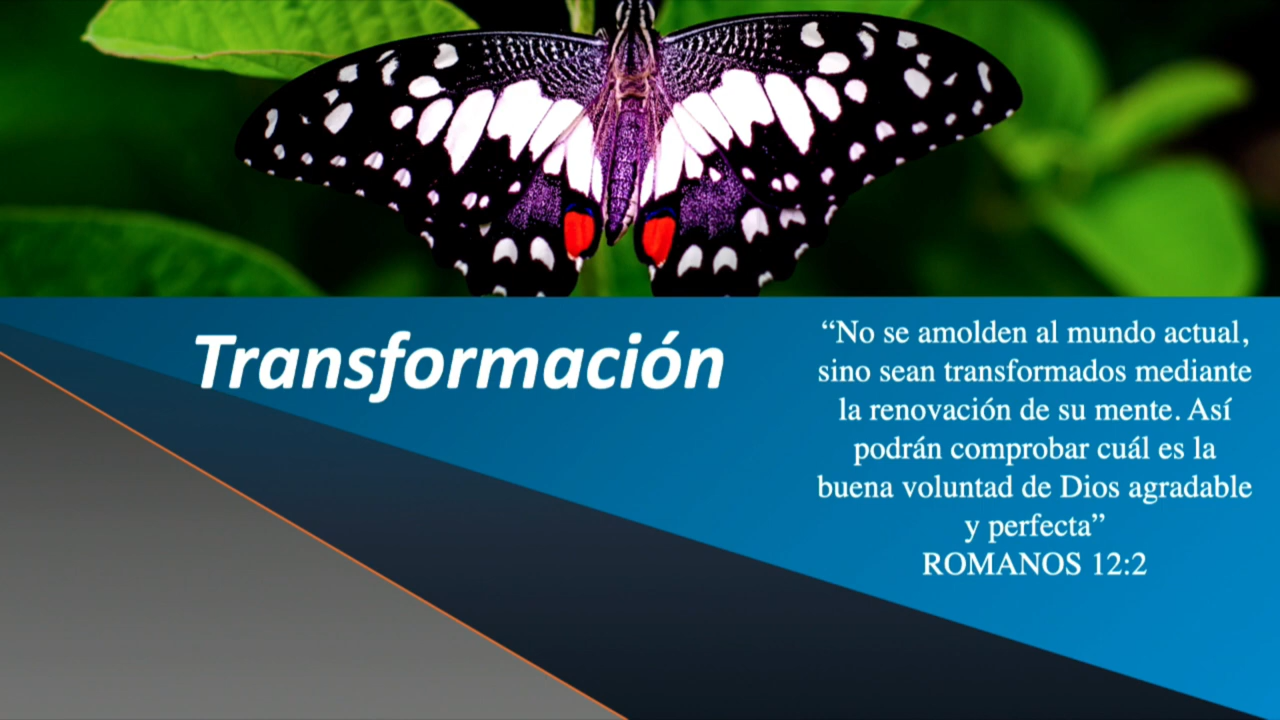 Transformación
“No se amolden al mundo actual,
sino sean transformados mediante
la renovación de su mente. Así
podrán comprobar cuál es la
buena voluntad de Dios agradable
y perfecta”
ROMANOS 12:2